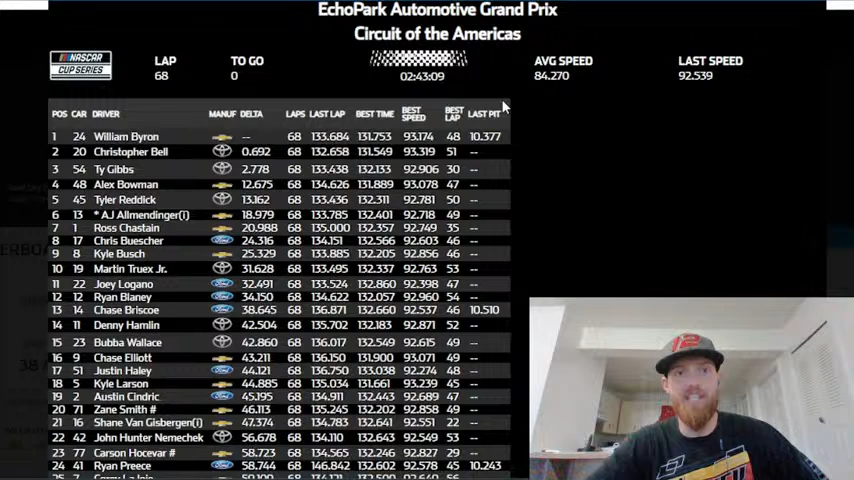 EchoPark Automotive Grand Prix
Circuit of the Americas
NASCAR
CUP SERIES
LAP TO GO AVG SPEED LAST SPEED
68 0 02:43:09 84.270 92.539
POS CAR DRIVER MANUF DELTA LAPS LAST LAP BEST TIME BEST SPEED BEST LAP LAST PIT
1 24 William Byron -- 68 133.684 131.753 93.174 48 10.377
2 20 Christopher Bell 0.692 68 132.658 131.549 93.319 51 --
3 54 Ty Gibbs 2.778 68 133.438 132.133 92.906 30 --
4 48 Alex Bowman 12.675 68 134.626 131.889 93.078 47 --
5 45 Tyler Reddick 13.162 68 133.436 132.311 92.781 50 --
6 13 * AJ Allmendinger(i) 18.979 68 133.785 132.401 92.718 49 --
7 1 Ross Chastain 20.988 68 135.000 132.357 92.749 35 --
8 17 Chris Buescher 24.316 68 134.151 132.566 92.603 46 --
9 8 Kyle Busch 25.329 68 133.885 132.205 92.856 46 --
10 19 Martin Truex Jr. 31.628 68 133.495 132.337 92.763 53 --
11 22 Joey Logano 32.491 68 133.524 132.860 92.398 47 --
12 12 Ryan Blaney 34.150 68 134.622 132.057 92.960 54 --
13 14 Chase Briscoe 38.645 68 136.871 132.660 92.537 46 10.510
14 11 Denny Hamlin 42.504 68 135.702 132.183 92.871 52 --
15 23 Bubba Wallace 42.860 68 136.017 132.549 92.615 49 --
16 9 Chase Elliott 43.211 68 136.150 131.900 93.071 49 --
17 51 Justin Haley 44.121 68 136.750 133.038 92.274 48 --
18 5 Kyle Larson 44.885 68 135.034 131.661 93.239 45 --
19 2 Austin Cindric 45.195 68 134.911 132.443 92.689 47 --
20 71 Zane Smith # 46.113 68 135.245 132.202 92.858 49 --
21 16 Shane Van Gisbergen(i) 47.374 68 134.783 132.641 92.551 22 --
22 42 John Hunter Nemechek 56.678 68 134.110 132.643 92.549 53 --
23 77 Carson Hocevar # 58.723 68 134.565 132.246 92.827 29 --
24 41 Ryan Preece 58.744 68 146.842 132.602 92.578 45 10.243